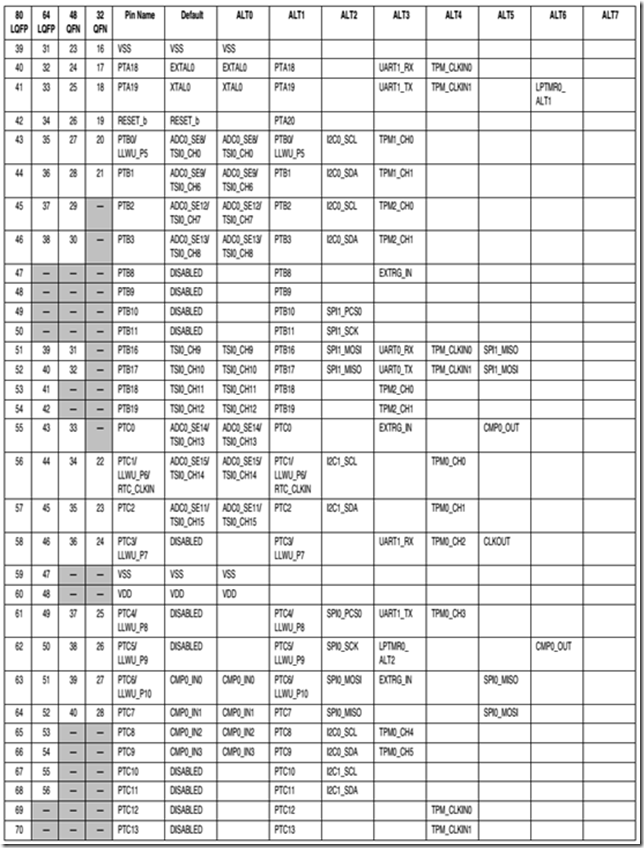 80 LQFP 64 LQFP 48 QFN 32 QFN Pin Name Default ALT0 ALT1 ALT2 ALT3 ALT4 ALT5 ALT6 ALT7
39 31 23 16 VSS VSS VSS
40 32 24 17 PTA18 EXTAL0 EXTAL0 PTA18 UART1_RX TPM_CLKIN0
41 33 25 18 PTA19 XTAL0 XTAL0 PTA19 UART1_TX TPM_CLKIN1 LPTMR0_ALT1
42 34 26 19 RESET_b RESET_b PTA20
43 35 27 20 PTB0/LLWU_P5 ADC0_SE8/TSI0_CH0 ADC0_SE8/TSI0_CH0 PTB0/LLWU_P5 I2C0_SCL TPM1_CH0
44 36 28 21 PTB1 ADC0_SE9/TSI0_CH6 ADC0_SE9/TSI0_CH6 PTB1 I2C0_SDA TPM1_CH1
45 37 29 — PTB2 ADC0_SE12/TSI0_CH7 ADC0_SE12/TSI0_CH7 PTB2 I2C0_SCL TPM2_CH0
46 38 30 — PTB3 ADC0_SE13/TSI0_CH8 ADC0_SE13/TSI0_CH8 PTB3 I2C0_SDA TPM2_CH1
47 — — — PTB8 DISABLED PTB8 EXTRG_IN
48 — — — PTB9 DISABLED PTB9
49 — — — PTB10 DISABLED PTB10 SPI1_PCS0
50 — — — PTB11 DISABLED PTB11 SPI1_SCK
51 39 31 — PTB16 TSI0_CH9 TSI0_CH9 PTB16 SPI1_MOSI UART0_RX TPM_CLKIN0 SPI1_MISO
52 40 32 — PTB17 TSI0_CH10 TSI0_CH10 PTB17 SPI1_MISO UART0_TX TPM_CLKIN1 SPI1_MOSI
53 41 — — PTB18 TSI0_CH11 TSI0_CH11 PTB18 TPM2_CH0
54 42 — — PTB19 TSI0_CH12 TSI0_CH12 PTB19 TPM2_CH1
55 43 33 — PTC0 ADC0_SE14/TSI0_CH13 ADC0_SE14/TSI0_CH13 PTC0 EXTRG_IN CMP0_OUT
56 44 34 22 PTC1/LLWU_P6/RTC_CLKIN ADC0_SE15/TSI0_CH14 ADC0_SE15/TSI0_CH14 PTC1/LLWU_P6/RTC_CLKIN I2C1_SCL TPM0_CH0
57 45 35 23 PTC2 ADC0_SE11/TSI0_CH15 ADC0_SE11/TSI0_CH15 PTC2 I2C1_SDA TPM0_CH1
58 46 36 24 PTC3/LLWU_P7 DISABLED PTC3/LLWU_P7 UART1_RX TPM0_CH2 CLKOUT
59 47 — — VSS VSS VSS
60 48 — — VDD VDD VDD
61 49 37 25 PTC4/LLWU_P8 DISABLED PTC4/LLWU_P8 SPI0_PCS0 UART1_TX TPM0_CH3
62 50 38 26 PTC5/LLWU_P9 DISABLED PTC5/LLWU_P9 SPI0_SCK LPTMR0_ALT2 CMP0_OUT
63 51 39 27 PTC6/LLWU_P10 CMP0_IN0 CMP0_IN0 PTC6/LLWU_P10 SPI0_MOSI EXTRG_IN SPI0_MISO
64 52 40 28 PTC7 CMP0_IN1 CMP0_IN1 PTC7 SPI0_MISO SPI0_MOSI
65 53 — — PTC8 CMP0_IN2 CMP0_IN2 PTC8 I2C0_SCL TPM0_CH4
66 54 — — PTC9 CMP0_IN3 CMP0_IN3 PTC9 I2C0_SDA TPM0_CH5
67 55 — — PTC10 DISABLED PTC10 I2C1_SCL
68 56 — — PTC11 DISABLED PTC11 I2C1_SDA
69 — — — PTC12 DISABLED PTC12 TPM_CLKIN0
70 — — — PTC13 DISABLED PTC13 TPM_CLKIN1